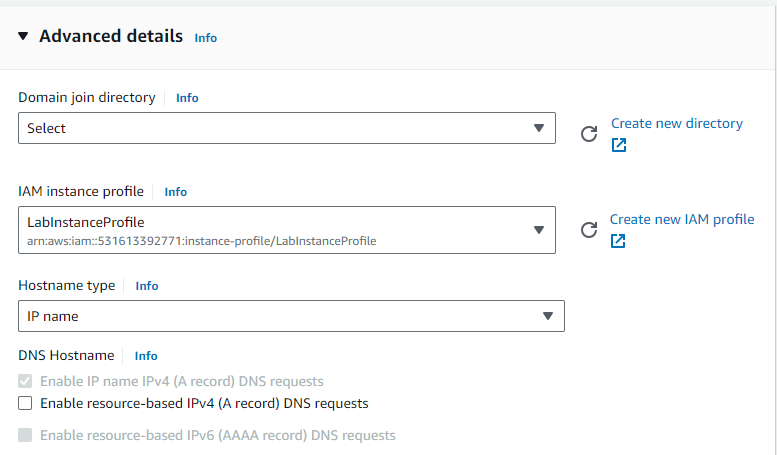 Advanced details Info
Domain join directory Info
Select
Create new directory
IAM instance profile Info
LabInstanceProfile
arn:aws:iam::531613392771:instance-profile/LabInstanceProfile
Create new IAM profile
Hostname type Info
IP name
DNS Hostname Info
Enable IP name IPv4 (A record) DNS requests
Enable resource-based IPv4 (A record) DNS requests
Enable resource-based IPv6 (AAAA record) DNS requests